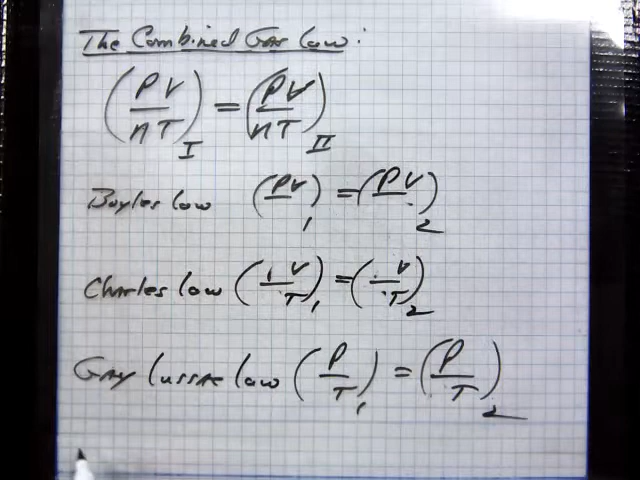 The Combined Gas law:
(PV/nT)I = (PV/nT)II
Boyles law (PV/)1 = (PV/)2
Charles law (V/T)1 = (V/T)2
Gay lussac law (P/T)1 = (P/T)2